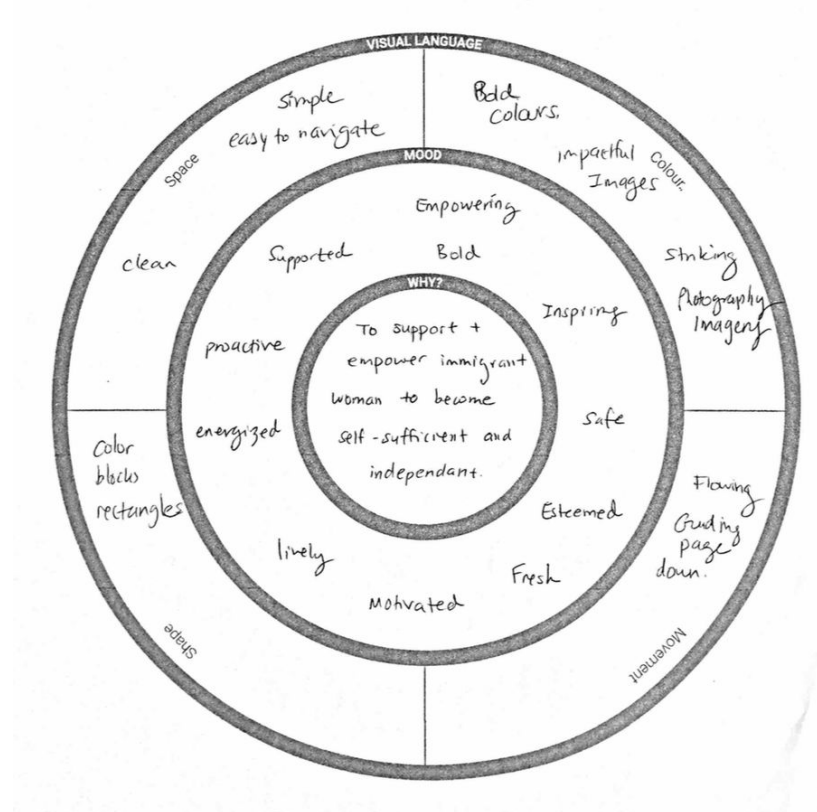 VISUAL LANGUAGE
Simple
easy to navigate
Space
clean
Bold
Colours.
impactful
Images
Colour.
Striking
Photography
Imagery
MOOD
Empowering
Supported
Bold
Inspiring
proactive
energized
Safe
Esteemed
lively
Fresh
Motivated
WHY?
To support +
empower immigrant
woman to become
self-sufficient and
independant.
Color
blocks
rectangles
Shape
Flowing
Guding
page
down.
Movement